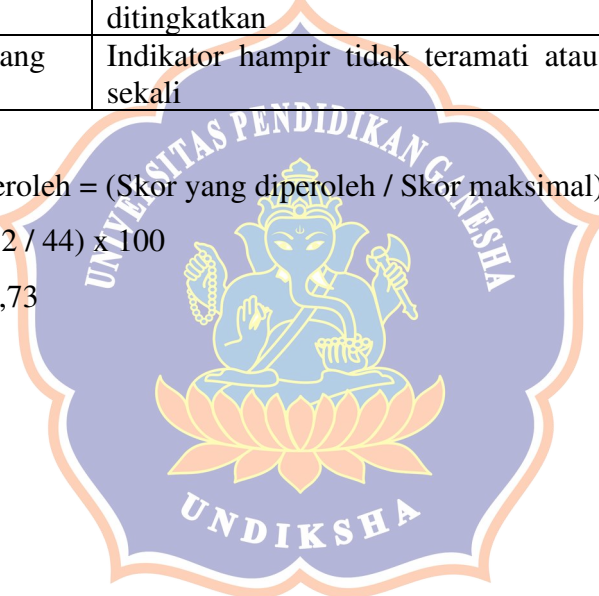 ditingkatkan
ang Indikator hampir tidak teramati atau
sekali
eroleh = (Skor yang diperoleh / Skor maksimal)
2 / 44) x 100
,73
UNIVERSITAS PENDIDIKAN GANESHA
UNDIKSHA